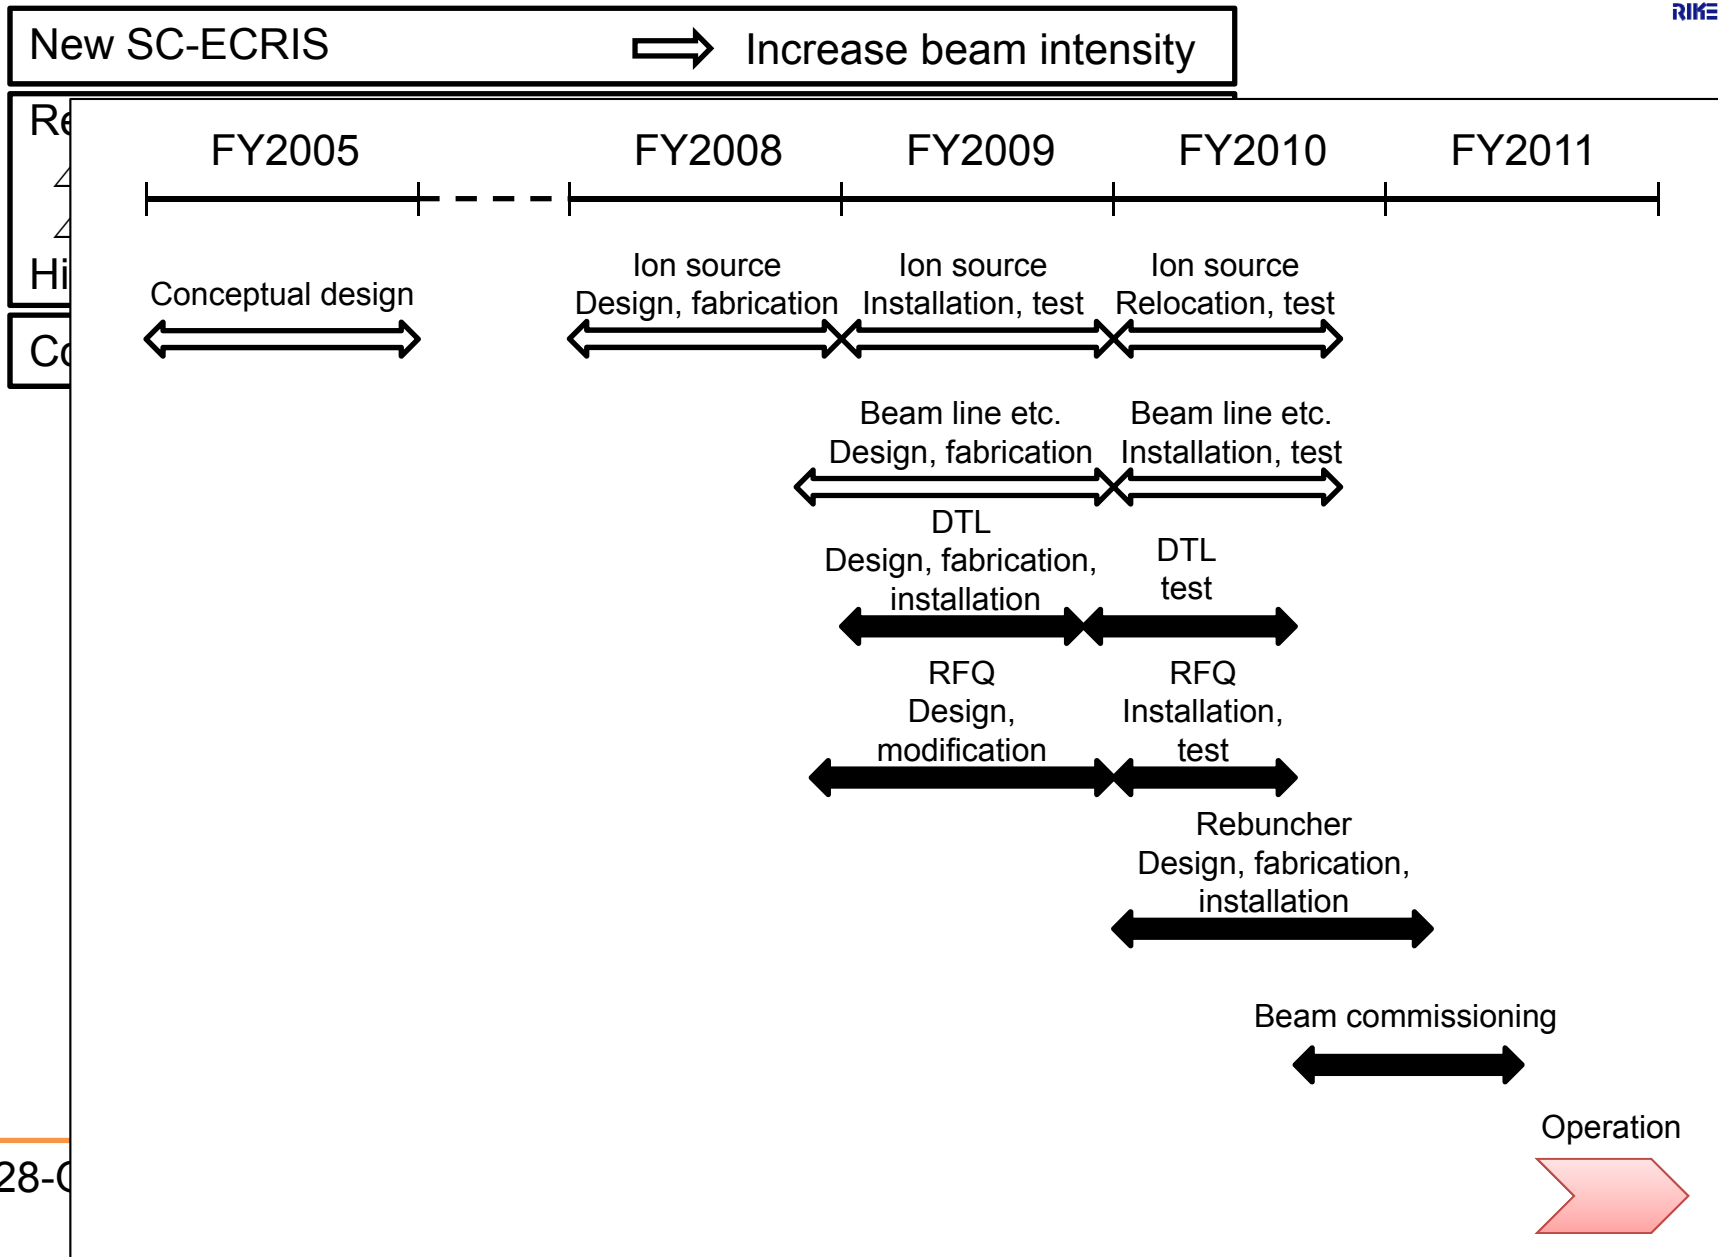 New SC-ECRIS
Increase beam intensity
FY2005
FY2008
FY2009
FY2010
FY2011
Conceptual design
Ion source
Design, fabrication
Ion source
Installation, test
Ion source
Relocation, test
Beam line etc.
Design, fabrication
Beam line etc.
Installation, test
DTL
Design, fabrication,
installation
DTL
test
RFQ
Design,
modification
RFQ
Installation,
test
Rebuncher
Design, fabrication,
installation
Beam commissioning
Operation